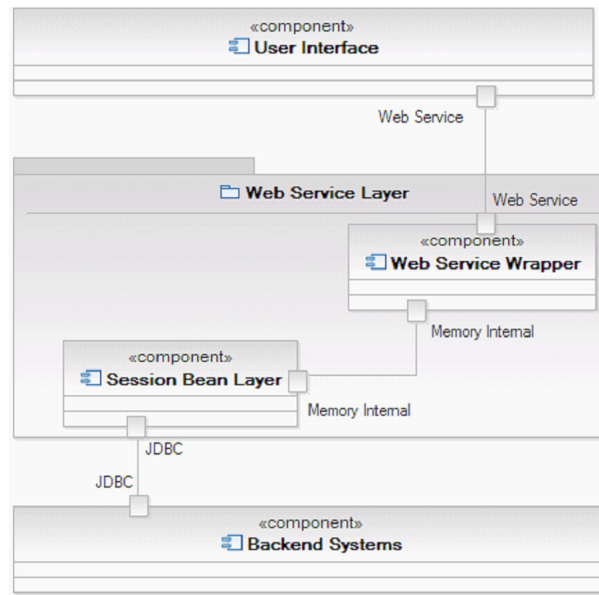 «component»
User Interface
Web Service
Web Service Layer
Web Service
«component»
Web Service Wrapper
Memory Internal
«component»
Session Bean Layer
Memory Internal
JDBC
JDBC
«component»
Backend Systems